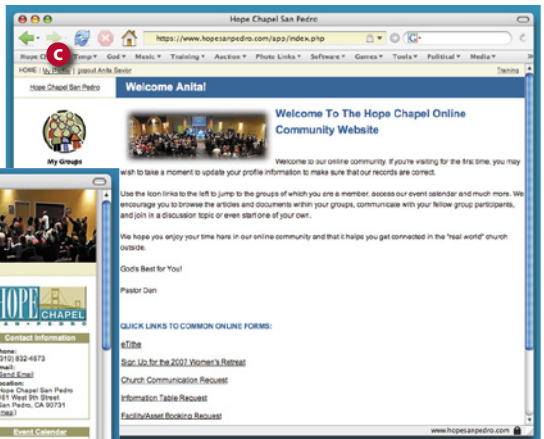 Hope Chapel San Pedro
https://www.hopesanpedro.com/app/index.php
G
C
Hope Temp God Music Training Auction Photo Links Software Games Tools Political Media
HOME | My Profile | logout Anita Savior
Training
Hope Chapel San Pedro
Welcome Anita!
My Groups
Welcome To The Hope Chapel Online
Community Website
Welcome to our online community. If you're visiting for the first time, you may
wish to take a moment to update your profile information to make sure that our records are correct.
Use the icon links to the left to jump to the groups of which you are a member, access our event calendar and much more. We
encourage you to browse the articles and documents within your groups, communicate with your fellow group participants,
and join in a discussion topic or even start one of your own.
We hope you enjoy your time here in our online community and that it helps you get connected in the "real world" church
outside.
God's Best for You!
Pastor Dan
QUICK LINKS TO COMMON ONLINE FORMS:
eTithe
Sign Up for the 2007 Women's Retreat
Church Communication Request
Information Table Request
Facility/Asset Booking Request
www.hopesanpedro.com
HOPE
CHAPEL
SAN PEDRO
Contact Information
Phone:
(310) 832-4673
Email:
Send Email
Location:
Hope Chapel San Pedro
West 9th Street
San Pedro, CA 90731
(map)
Event Calendar